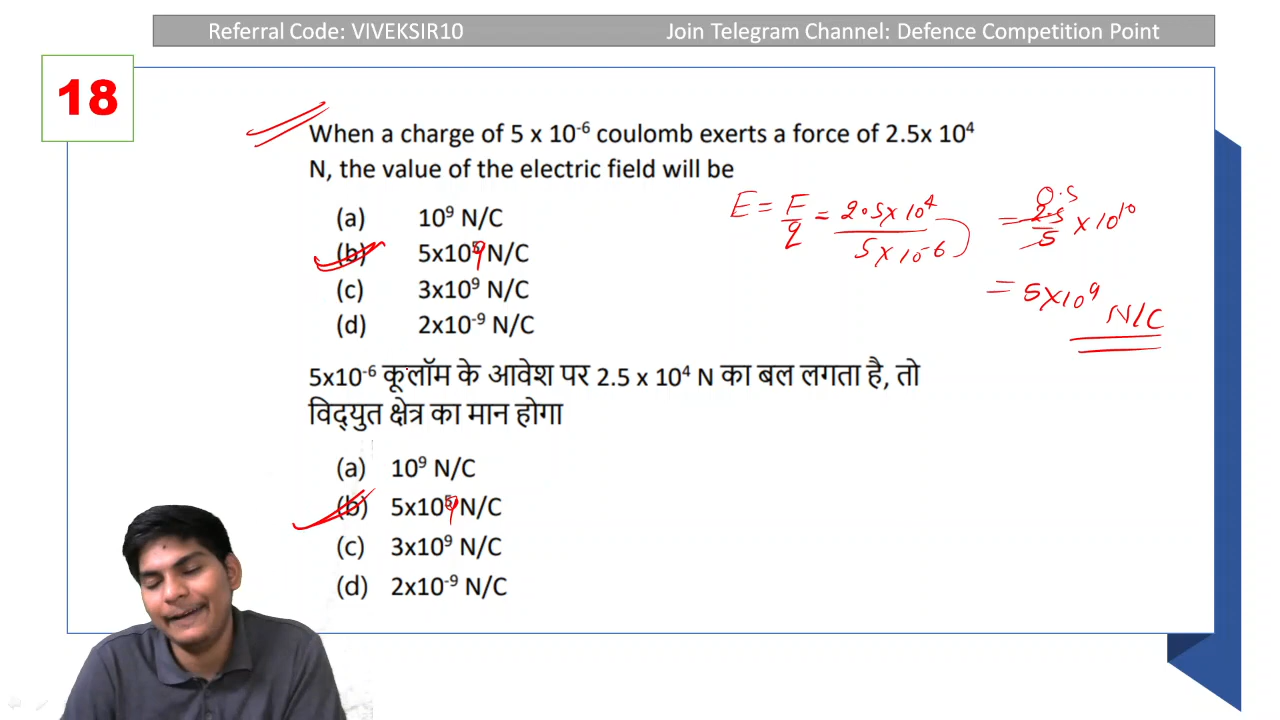 Referral Code: VIVEKSIR10 Join Telegram Channel: Defence Competition Point
18
When a charge of 5 x 10⁻⁶ coulomb exerts a force of 2.5x 10⁴
N, the value of the electric field will be
(a) 10⁹ N/C
(b) 5x10⁹ N/C
(c) 3x10⁹ N/C
(d) 2x10⁻⁹ N/C
E = F/q = 2.5x10⁴/5x10⁻⁶ = 2.5/5 x 10¹⁰
0.5
= 5x10⁹ N/C
5x10⁻⁶ कूलॉम के आवेश पर 2.5 x 10⁴ N का बल लगता है, तो
विद्युत क्षेत्र का मान होगा
(a) 10⁹ N/C
(b) 5x10⁹ N/C
(c) 3x10⁹ N/C
(d) 2x10⁻⁹ N/C